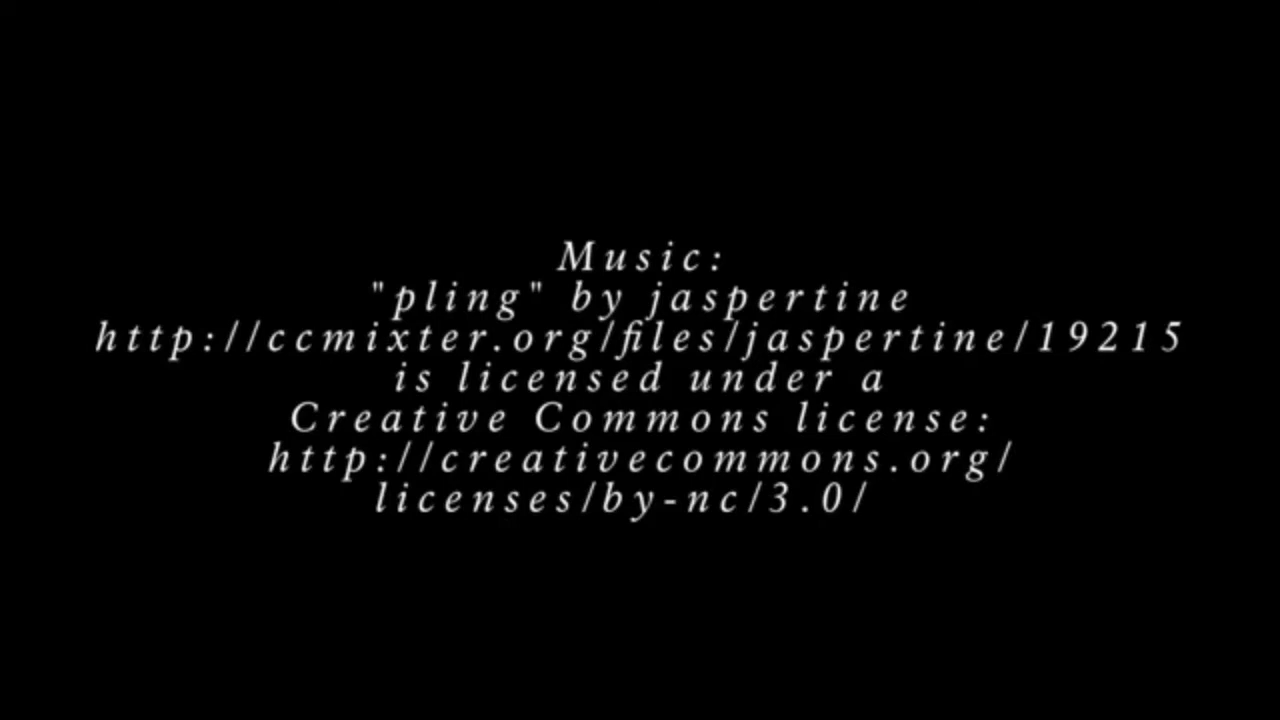 Music:
"pling" by jaspertine
http://ccmixter.org/files/jaspertine/19215
is licensed under a
Creative Commons license:
http://creativecommons.org/
licenses/by-nc/3.0/